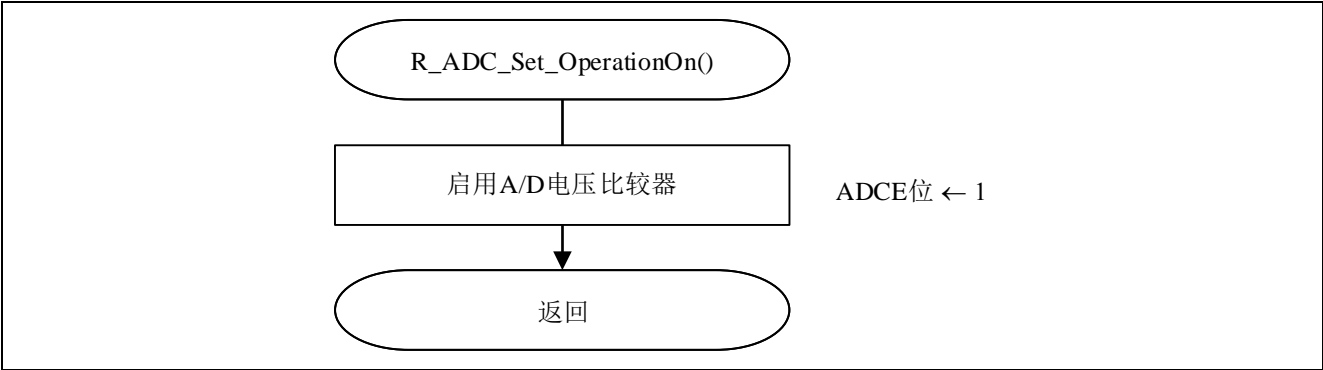 R_ADC_Set_OperationOn()
启用A/D电压比较器
ADCE位 ← 1
返回